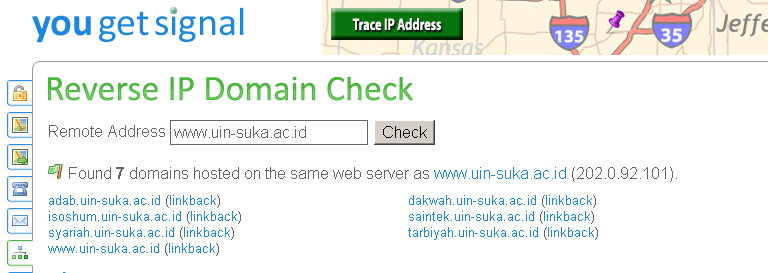 you get signal
Trace IP Address
Kansas
135
35
Jeffe
Reverse IP Domain Check
Remote Address www.uin-suka.ac.id Check
Found 7 domains hosted on the same web server as www.uin-suka.ac.id (202.0.92.101).
adab.uin-suka.ac.id (linkback) dakwah.uin-suka.ac.id (linkback)
isoshum.uin-suka.ac.id (linkback) saintek.uin-suka.ac.id (linkback)
syariah.uin-suka.ac.id (linkback) tarbiyah.uin-suka.ac.id (linkback)
www.uin-suka.ac.id (linkback)